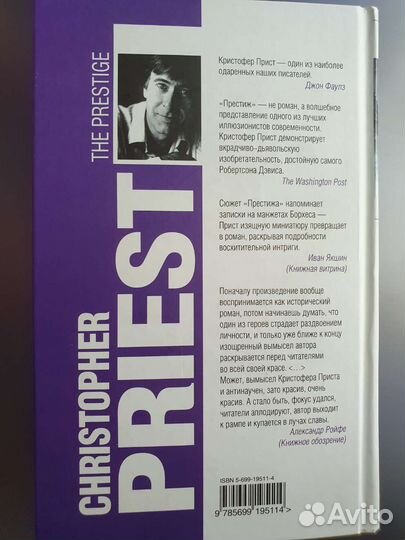 CHRISTOPHER
PRIEST
THE PRESTIGE
Кристофер Прист — один из наиболее
одаренных наших писателей.
Джон Фаулз
«Престиж» — не роман, а волшебное
представление одного из лучших
иллюзионистов современности.
Кристофер Прист демонстрирует
вкрадчиво-дьявольскую
изобретательность, достойную самого
Робертсона Дэвиса.
The Washington Post
Сюжет «Престижа» напоминает
записки на манжетах Борхеса —
Прист изящную миниатюру превращает
в роман, раскрывая подробности
восхитительной интриги.
Иван Якшин
(Книжная витрина)
Поначалу произведение вообще
воспринимается как исторический
роман, потом начинаешь думать, что
один из героев страдает раздвоением
личности, и только уже ближе к концу
изощренный вымысел автора
раскрывается перед читателями
во всей своей красе. <...>
Может, вымысел Кристофера Приста
и антинаучен, зато красив, очень
красив. А стало быть, фокус удался,
читатели аплодируют, автор выходит
к рампе и купается в лучах славы.
Александр Ройфе
(Книжное обозрение)
ISBN 5-699-19511-4
9 785699 195114 >
Avito